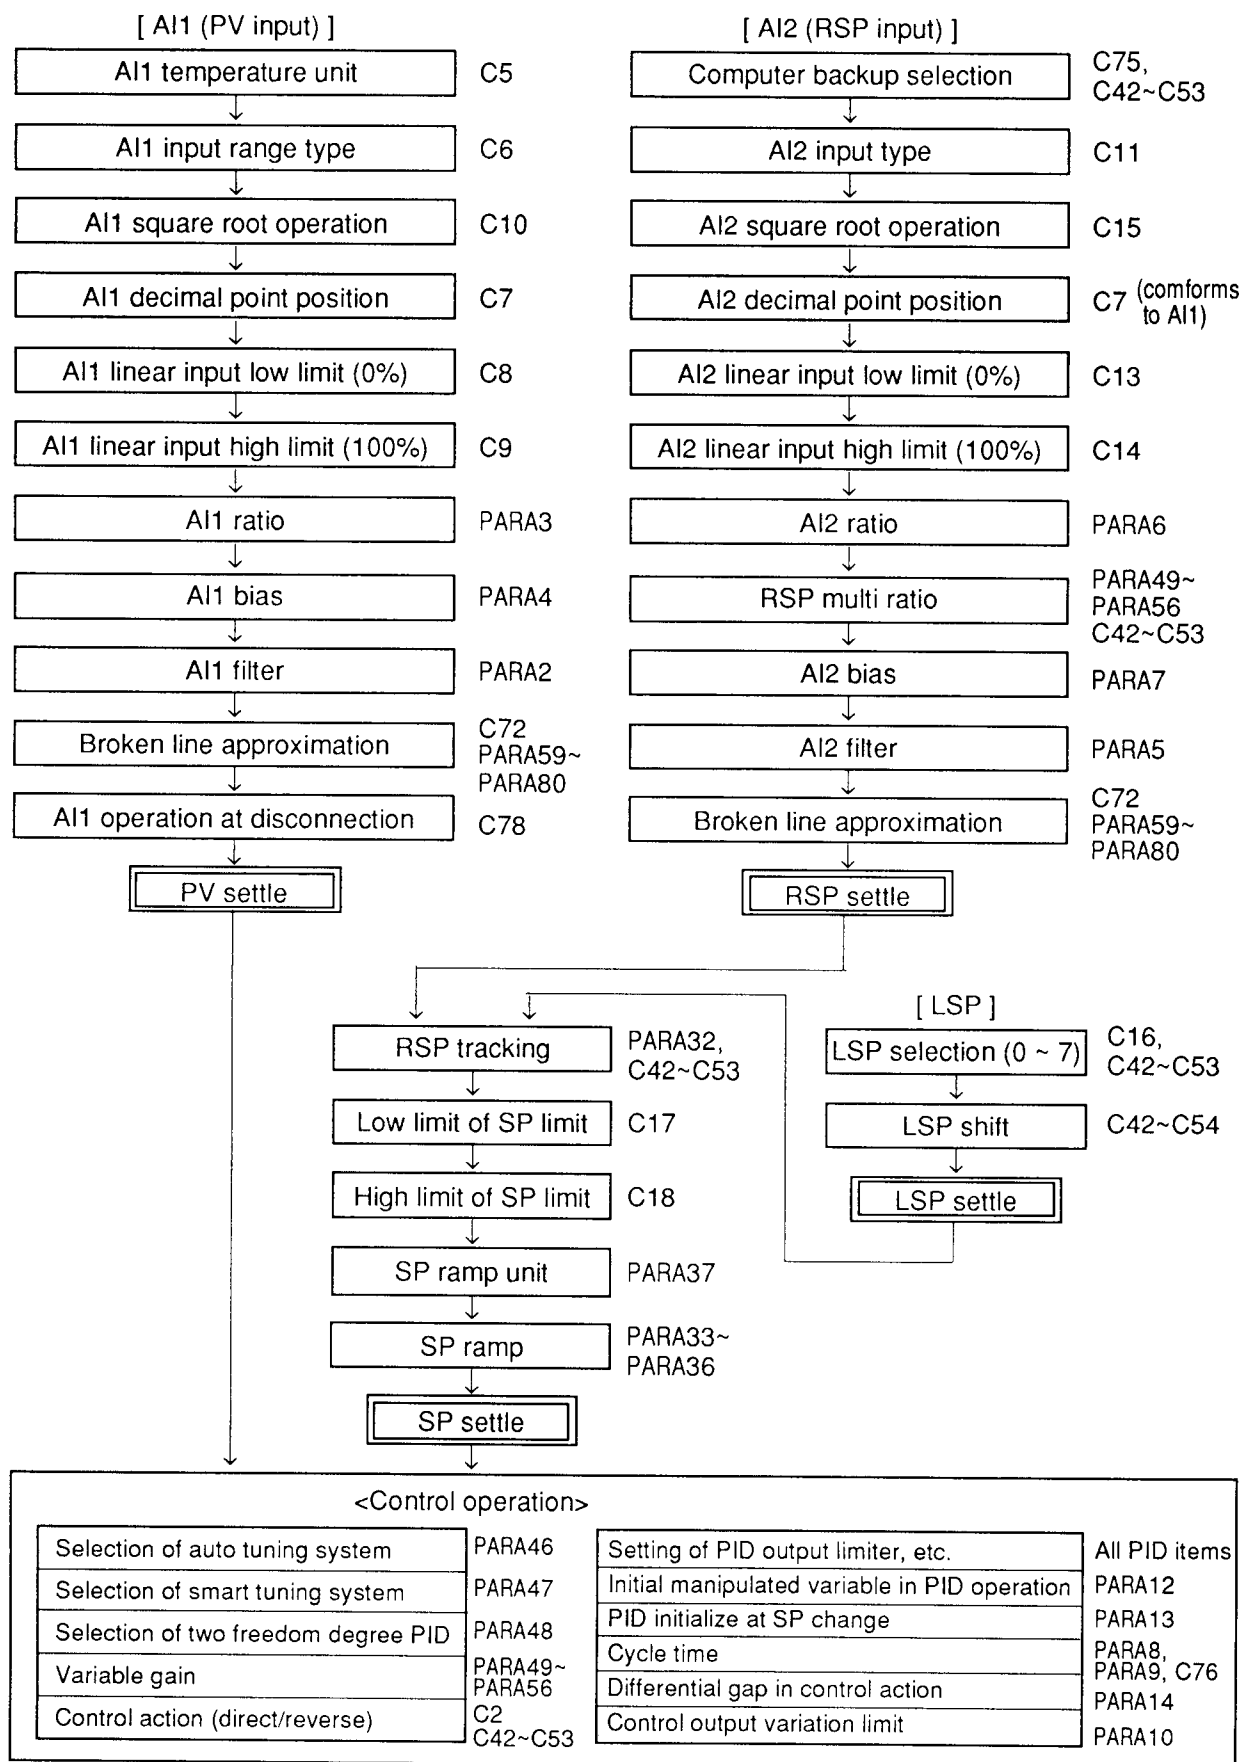 [ AI1 (PV input) ]
AI1 temperature unit
C5
AI1 input range type
C6
AI1 square root operation
C10
AI1 decimal point position
C7
AI1 linear input low limit (0%)
C8
AI1 linear input high limit (100%)
C9
AI1 ratio
PARA3
AI1 bias
PARA4
AI1 filter
PARA2
Broken line approximation
C72
PARA59~
PARA80
AI1 operation at disconnection
C78
PV settle
[ AI2 (RSP input) ]
Computer backup selection
C75,
C42~C53
AI2 input type
C11
AI2 square root operation
C15
AI2 decimal point position
C7 (comforms
to AI1)
AI2 linear input low limit (0%)
C13
AI2 linear input high limit (100%)
C14
AI2 ratio
PARA6
RSP multi ratio
PARA49~
PARA56
C42~C53
AI2 bias
PARA7
AI2 filter
PARA5
Broken line approximation
C72
PARA59~
PARA80
RSP settle
[ LSP ]
LSP selection (0 ~ 7)
C16,
C42~C53
LSP shift
C42~C54
LSP settle
RSP tracking
PARA32,
C42~C53
Low limit of SP limit
C17
High limit of SP limit
C18
SP ramp unit
PARA37
SP ramp
PARA33~
PARA36
SP settle
<Control operation>
Selection of auto tuning system
PARA46
Selection of smart tuning system
PARA47
Selection of two freedom degree PID
PARA48
Variable gain
PARA49~
PARA56
Control action (direct/reverse)
C2
C42~C53
Setting of PID output limiter, etc.
All PID items
Initial manipulated variable in PID operation
PARA12
PID initialize at SP change
PARA13
Cycle time
PARA8,
PARA9, C76
Differential gap in control action
PARA14
Control output variation limit
PARA10